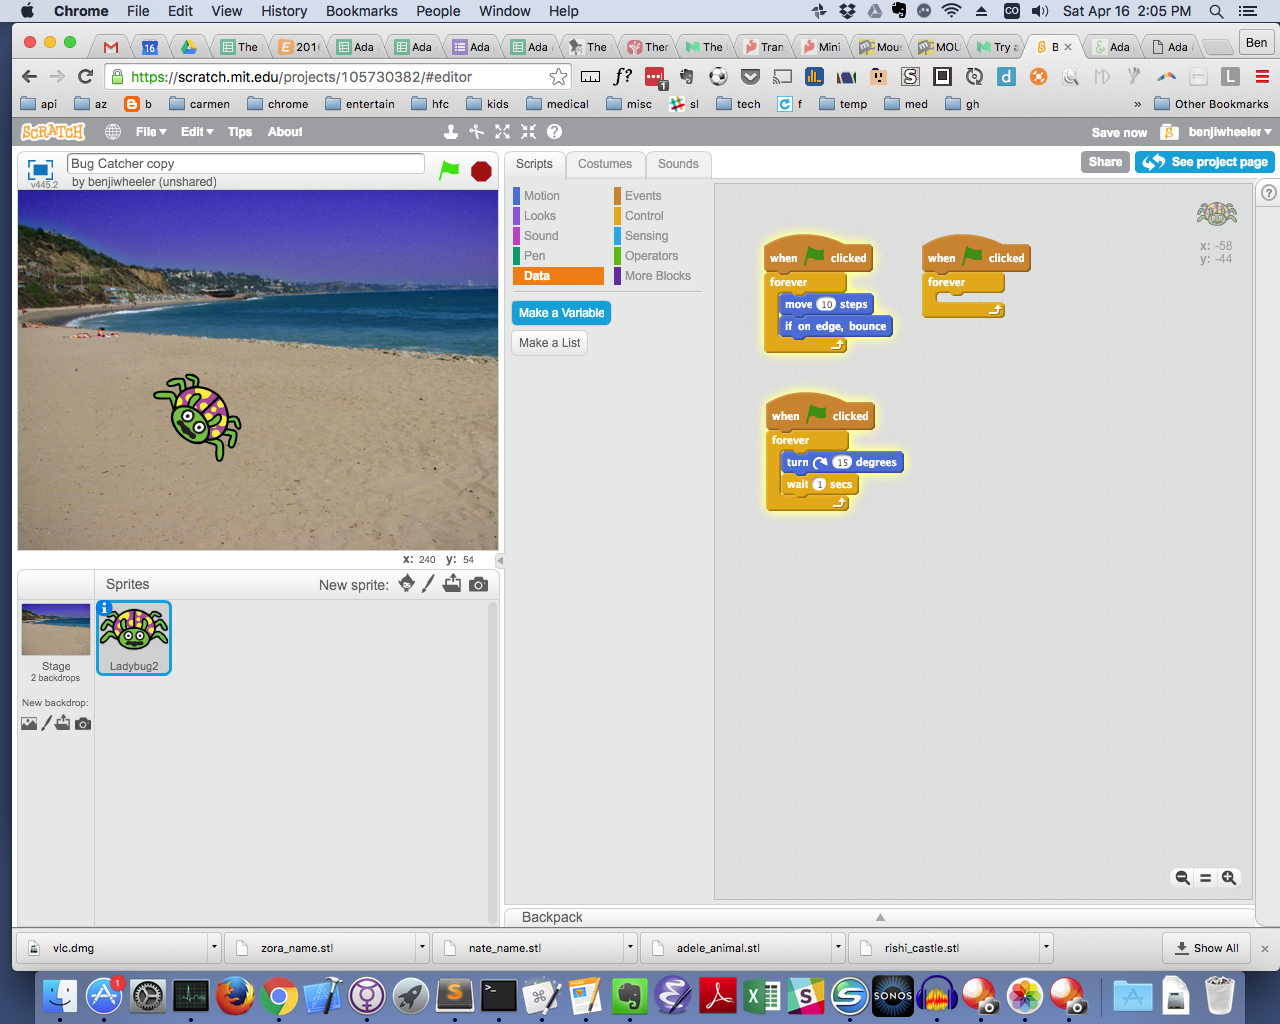 Chrome File Edit View History Bookmarks People Window Help Sat Apr 16 2:05 PM
16 The 201 Ada Ada Ada Ada The Ther The Tran Mini Mous MOU Try a B Ada Ada Ben
https://scratch.mit.edu/projects/105730382/#editor
api az b carmen chrome entertain hfc kids medical misc sl tech f temp med gh » Other Bookmarks
SCRATCH File Edit Tips About Save now benjiwheeler
Bug Catcher copy
v445.2 by benjiwheeler (unshared)
Scripts Costumes Sounds Share See project page
Motion Events
Looks Control
Sound Sensing
Pen Operators
Data More Blocks
Make a Variable
Make a List
x: -58
y: -44
when clicked
forever
move 10 steps
if on edge, bounce
when clicked
forever
when clicked
forever
turn 15 degrees
wait 1 secs
x: 240 y: 54
Sprites New sprite:
Stage
2 backdrops
New backdrop:
Ladybug2
Backpack
vlc.dmg zora_name.stl nate_name.stl adele_animal.stl rishi_castle.stl Show All
1 SONOS